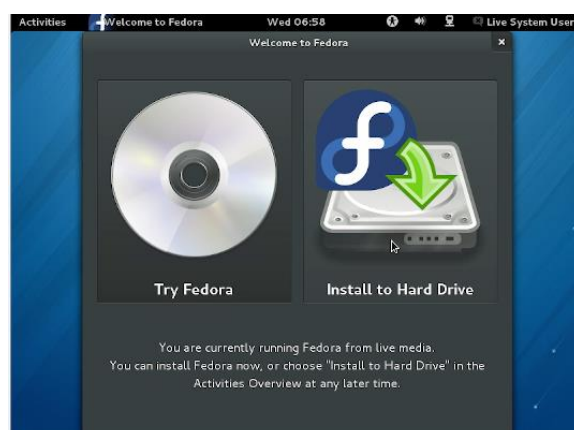 Activities Welcome to Fedora Wed 06:58 Live System User
Welcome to Fedora
Try Fedora Install to Hard Drive
You are currently running Fedora from live media.
You can install Fedora now, or choose "Install to Hard Drive" in the
Activities Overview at any later time.